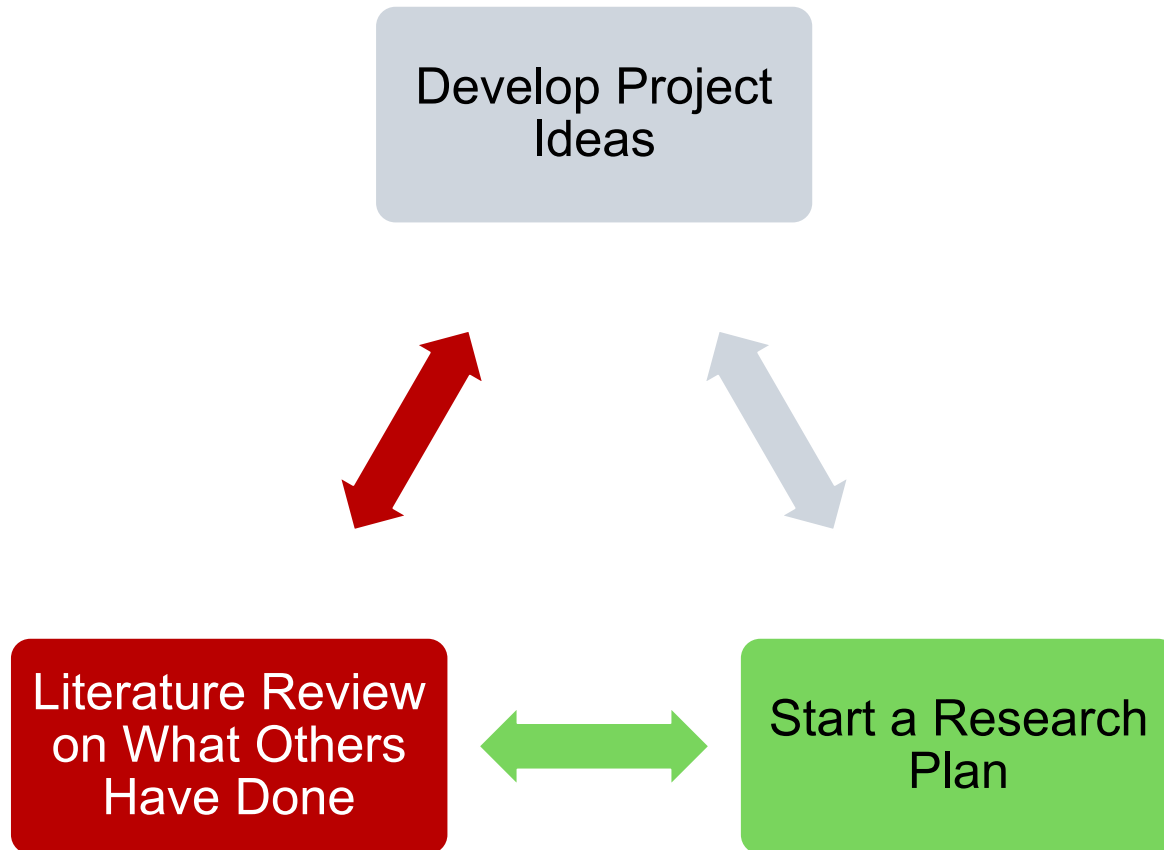 Develop Project
Ideas
Literature Review
on What Others
Have Done
Start a Research
Plan